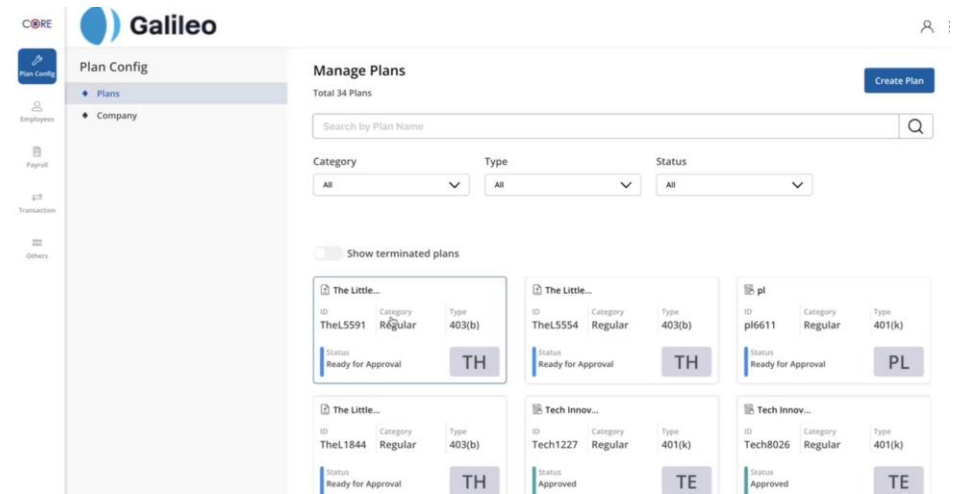 CORE
Galileo
Plan Config
Employees
Payroll
Transaction
Others
Plan Config
Plans
Company
Manage Plans
Total 34 Plans
Create Plan
Search by Plan Name
Category Type Status
All All All
Show terminated plans
The Little...
ID Category Type
TheL5591 Regular 403(b)
Status
Ready for Approval
TH
The Little...
ID Category Type
TheL5554 Regular 403(b)
Status
Ready for Approval
TH
pl
ID Category Type
pl6611 Regular 401(k)
Status
Ready for Approval
PL
The Little...
ID Category Type
TheL1844 Regular 403(b)
Status
Ready for Approval
TH
Tech Innov...
ID Category Type
Tech1227 Regular 401(k)
Status
Approved
TE
Tech Innov...
ID Category Type
Tech8026 Regular 401(k)
Status
Approved
TE